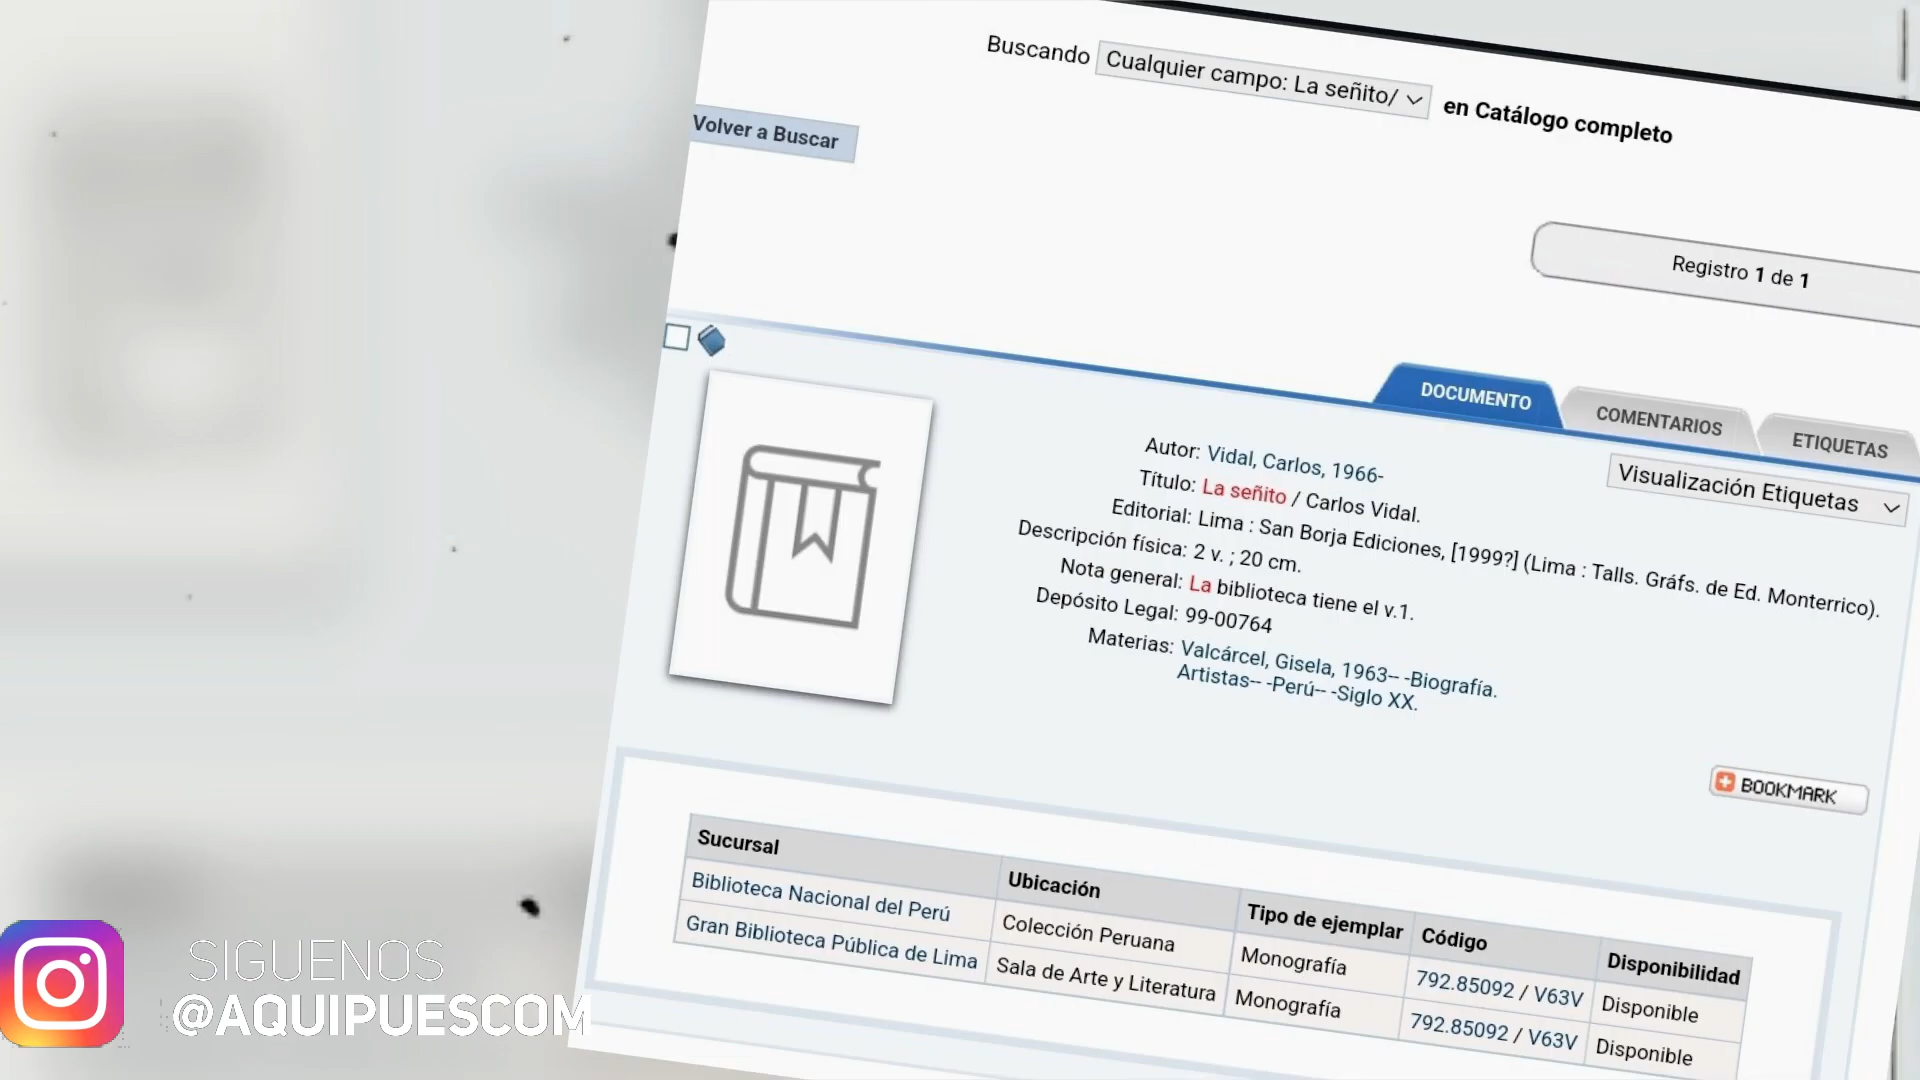 Buscando Cualquier campo: La señito/ en Catálogo completo
Volver a Buscar
Registro 1 de 1
DOCUMENTO COMENTARIOS ETIQUETAS
Visualización Etiquetas
Autor: Vidal, Carlos, 1966-
Título: La señito / Carlos Vidal.
Editorial: Lima : San Borja Ediciones, [1999?] (Lima : Talls. Gráfs. de Ed. Monterrico).
Descripción física: 2 v. ; 20 cm.
Nota general: La biblioteca tiene el v.1.
Depósito Legal: 99-00764
Materias: Valcárcel, Gisela, 1963-- -Biografía.
Artistas-- -Perú-- -Siglo XX.
BOOKMARK
Sucursal Ubicación Tipo de ejemplar Código Disponibilidad
Biblioteca Nacional del Perú Colección Peruana Monografía 792.85092 / V63V Disponible
Gran Biblioteca Pública de Lima Sala de Arte y Literatura Monografía 792.85092 / V63V Disponible
SIGUENOS
@AQUIPUESCOM